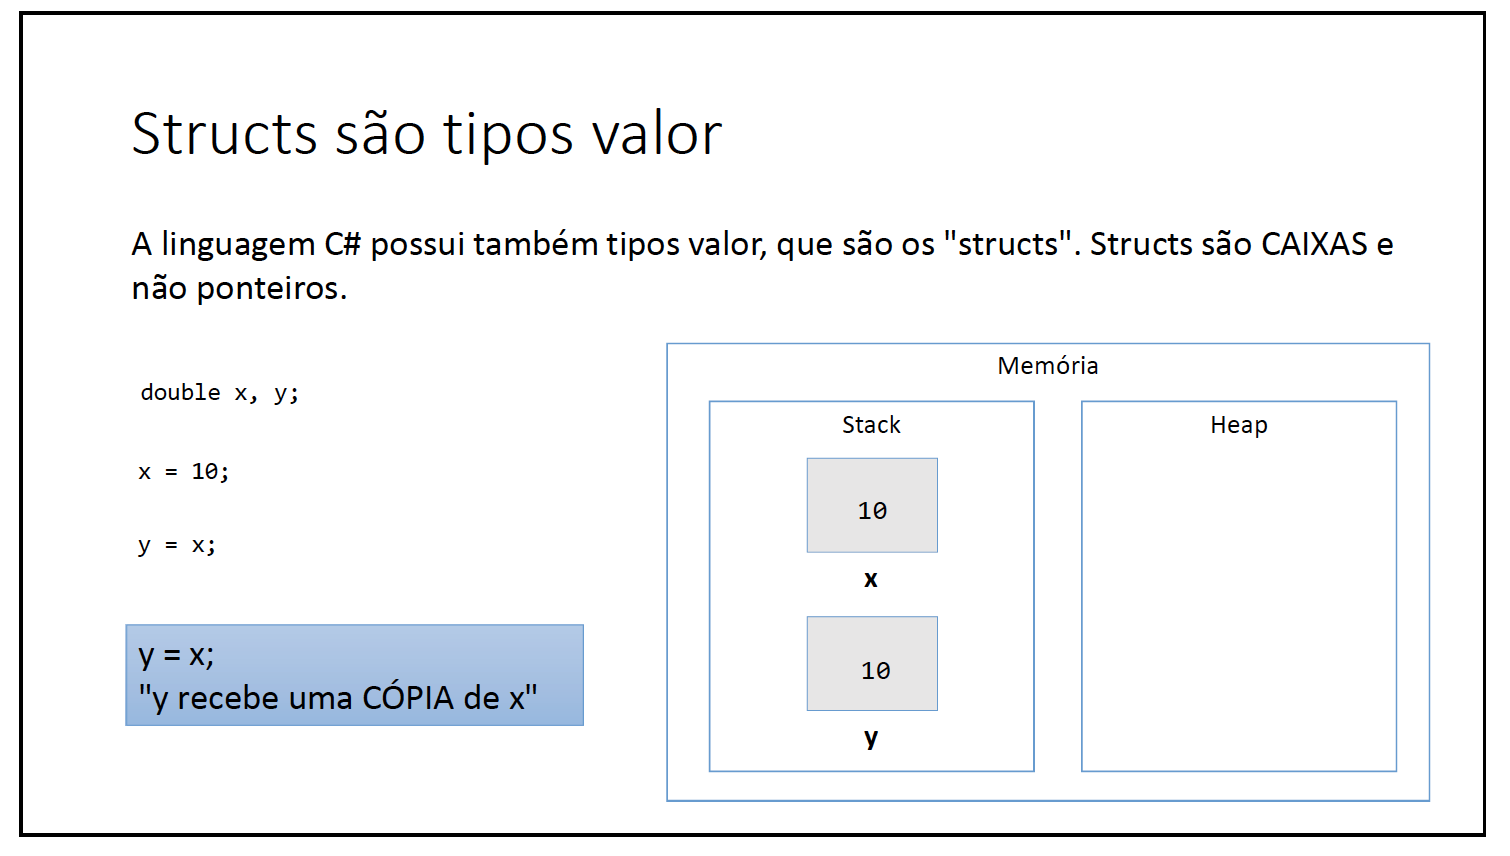 Structs são tipos valor
A linguagem C# possui também tipos valor, que são os "structs". Structs são CAIXAS e
não ponteiros.
double x, y;
x = 10;
y = x;
y = x;
"y recebe uma CÓPIA de x"
Memória
Stack
10
x
10
y
Heap